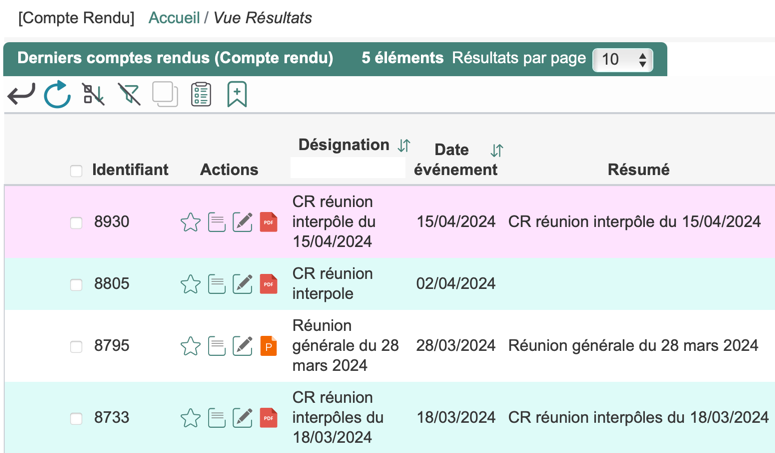 [Compte Rendu] Accueil / Vue Résultats
Derniers comptes rendus (Compte rendu) 5 éléments Résultats par page 10
Identifiant Actions Désignation Date événement Résumé
8930 PDF CR réunion interpôle du 15/04/2024 15/04/2024 CR réunion interpôle du 15/04/2024
8805 PDF CR réunion interpole 02/04/2024
8795 P Réunion générale du 28 mars 2024 28/03/2024 Réunion générale du 28 mars 2024
8733 PDF CR réunion interpôles du 18/03/2024 18/03/2024 CR réunion interpôles du 18/03/2024